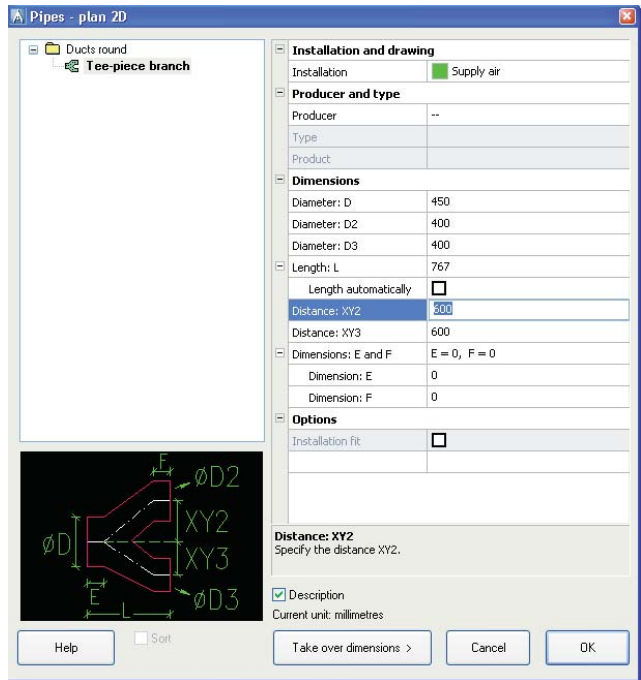 Pipes - plan 2D
Ducts round
Tee-piece branch
Installation and drawing
Installation Supply air
Producer and type
Producer --
Type
Product
Dimensions
Diameter: D 450
Diameter: D2 400
Diameter: D3 400
Length: L 767
Length automatically
Distance: XY2 600
Distance: XY3 600
Dimensions: E and F E = 0, F = 0
Dimension: E 0
Dimension: F 0
Options
Installation fit
F
ØD2
XY2
ØD
XY3
E
L
ØD3
Distance: XY2
Specify the distance XY2.
Description
Current unit: millimetres
Help Sort Take over dimensions > Cancel OK